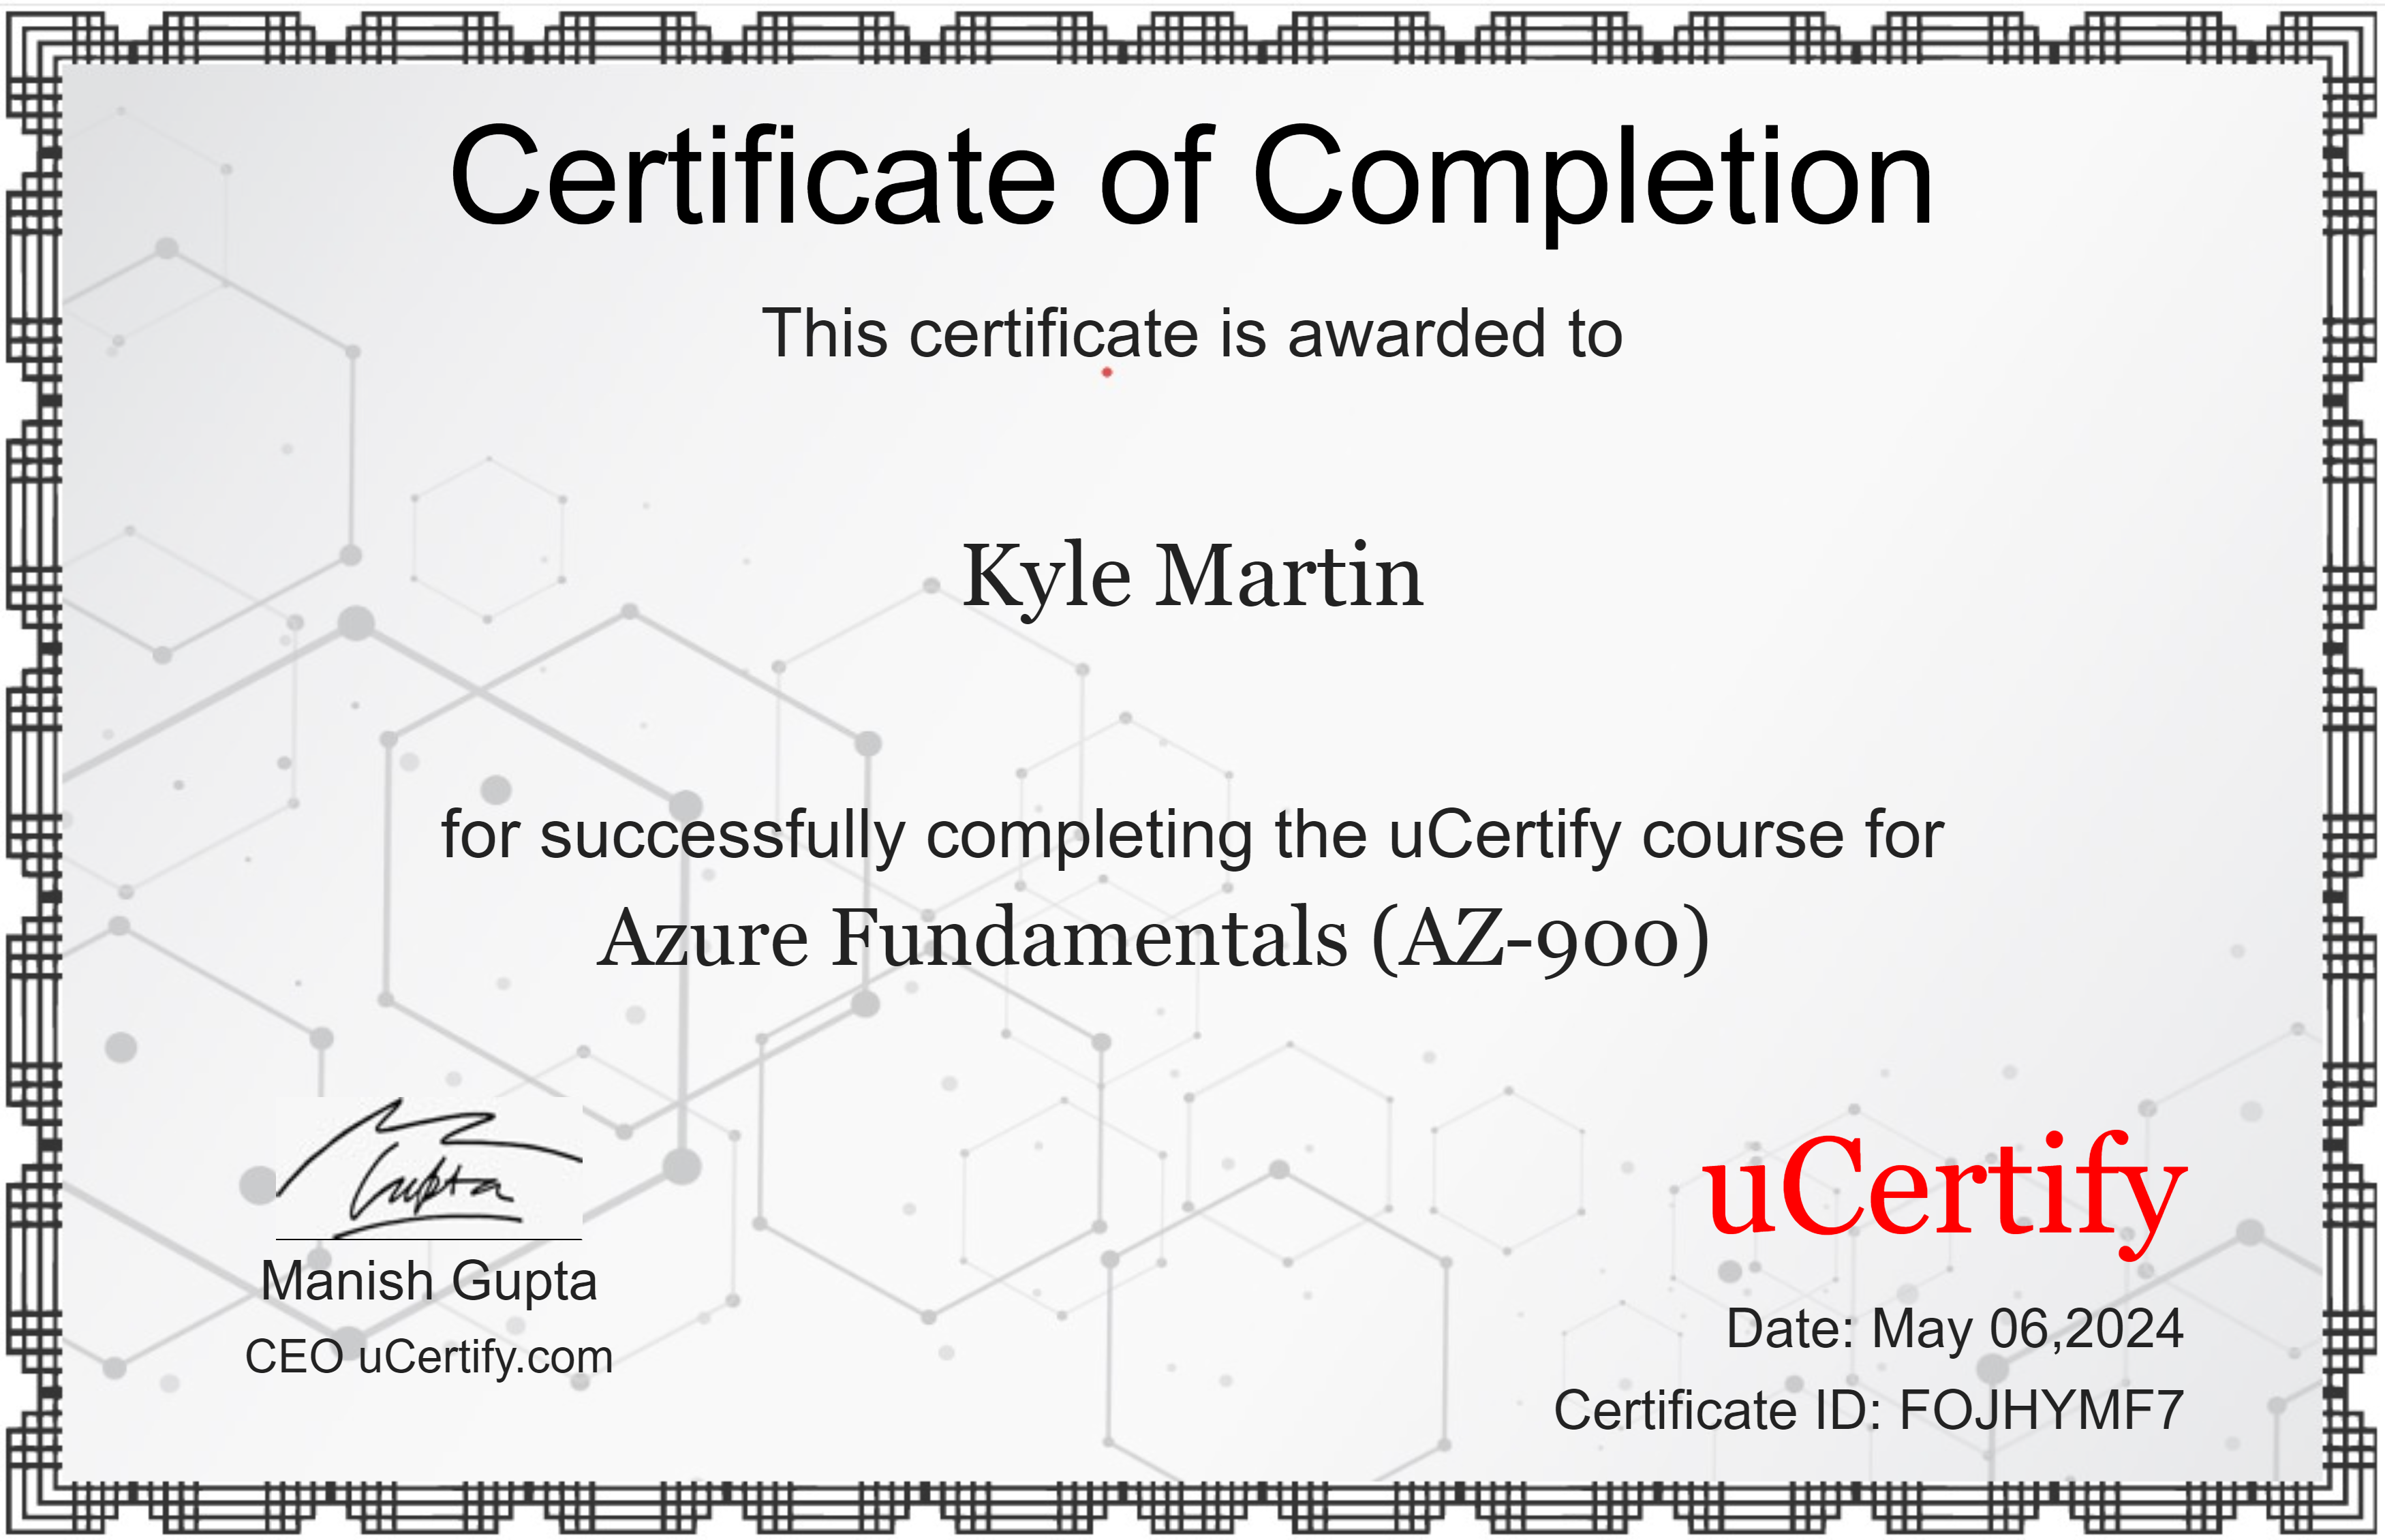 Certificate of Completion
This certificate is awarded to
Kyle Martin
for successfully completing the uCertify course for
Azure Fundamentals (AZ-900)
Gupta
Manish Gupta
CEO uCertify.com
uCertify
Date: May 06,2024
Certificate ID: FOJHYMF7